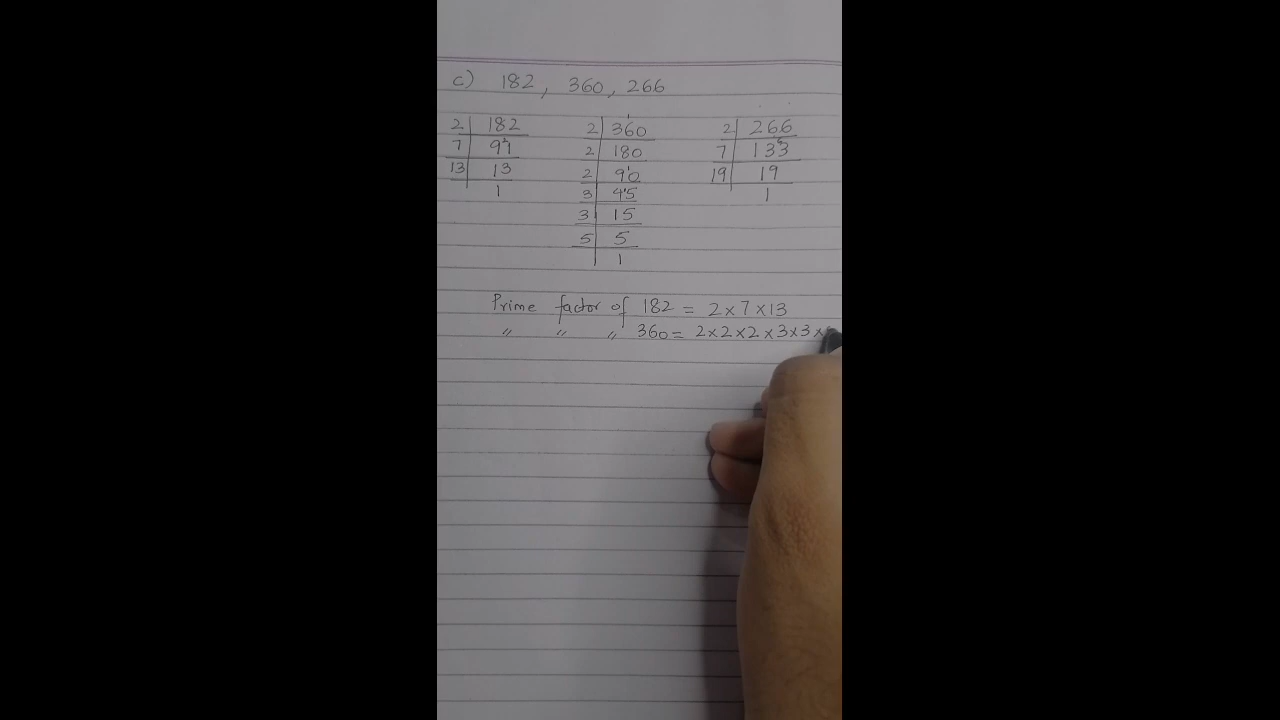 c) 182, 360, 266
2 | 182 2 | 360 2 | 266
7 | 91 2 | 180 7 | 133
13 | 13 2 | 90 19 | 19
1 3 | 45 1
3 | 15
5 | 5
1
Prime factor of 182 = 2×7×13
〃 〃 〃 360 = 2×2×2×3×3×